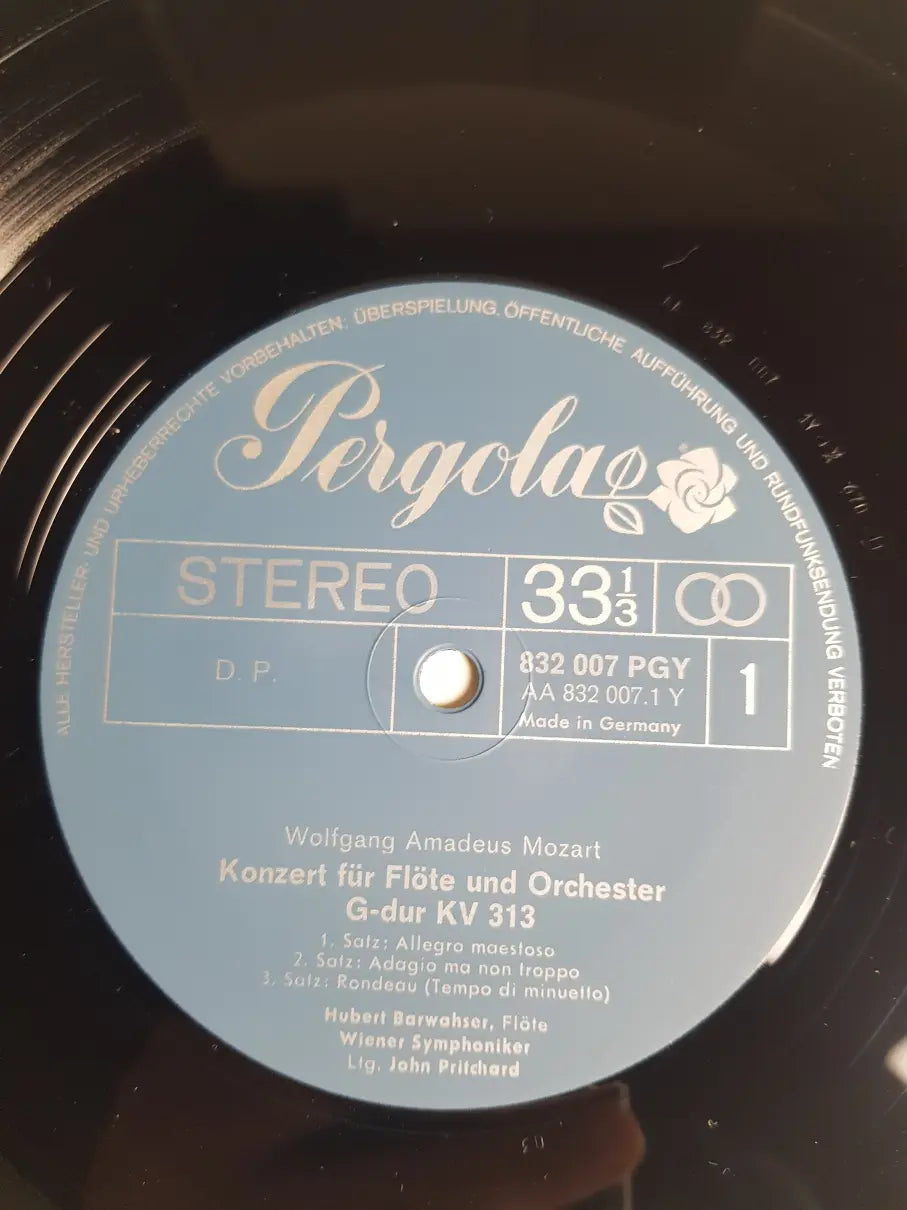 ALLE HERSTELLER- UND URHEBERRECHTE VORBEHALTEN; ÜBERSPIELUNG, ÖFFENTLICHE AUFFÜHRUNG UND RUNDFUNKSENDUNG VERBOTEN
Pergola
STEREO
33 1/3
D. P.
832 007 PGY
AA 832 007.1 Y
Made in Germany
1
Wolfgang Amadeus Mozart
Konzert für Flöte und Orchester
G-dur KV 313
1. Satz: Allegro maestoso
2. Satz: Adagio ma non troppo
3. Satz: Rondeau (Tempo di minuetto)
Hubert Barwahser, Flöte
Wiener Symphoniker
Ltg. John Pritchard